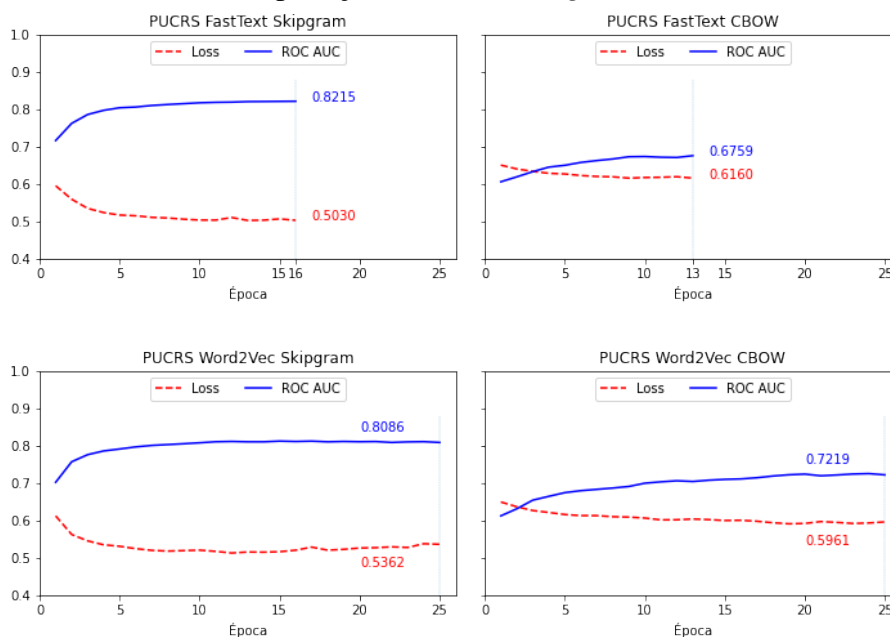 PUCRS FastText Skipgram
1.0
0.9
0.8
0.7
0.6
0.5
0.4
Loss ROC AUC
0.8215
0.5030
0 5 10 15 16 20 25
Época
PUCRS FastText CBOW
Loss ROC AUC
0.6759
0.6160
0 5 10 13 15 20 25
Época
PUCRS Word2Vec Skipgram
1.0
0.9
0.8
0.7
0.6
0.5
0.4
Loss ROC AUC
0.8086
0.5362
0 5 10 15 20 25
Época
PUCRS Word2Vec CBOW
Loss ROC AUC
0.7219
0.5961
0 5 10 15 20 25
Época